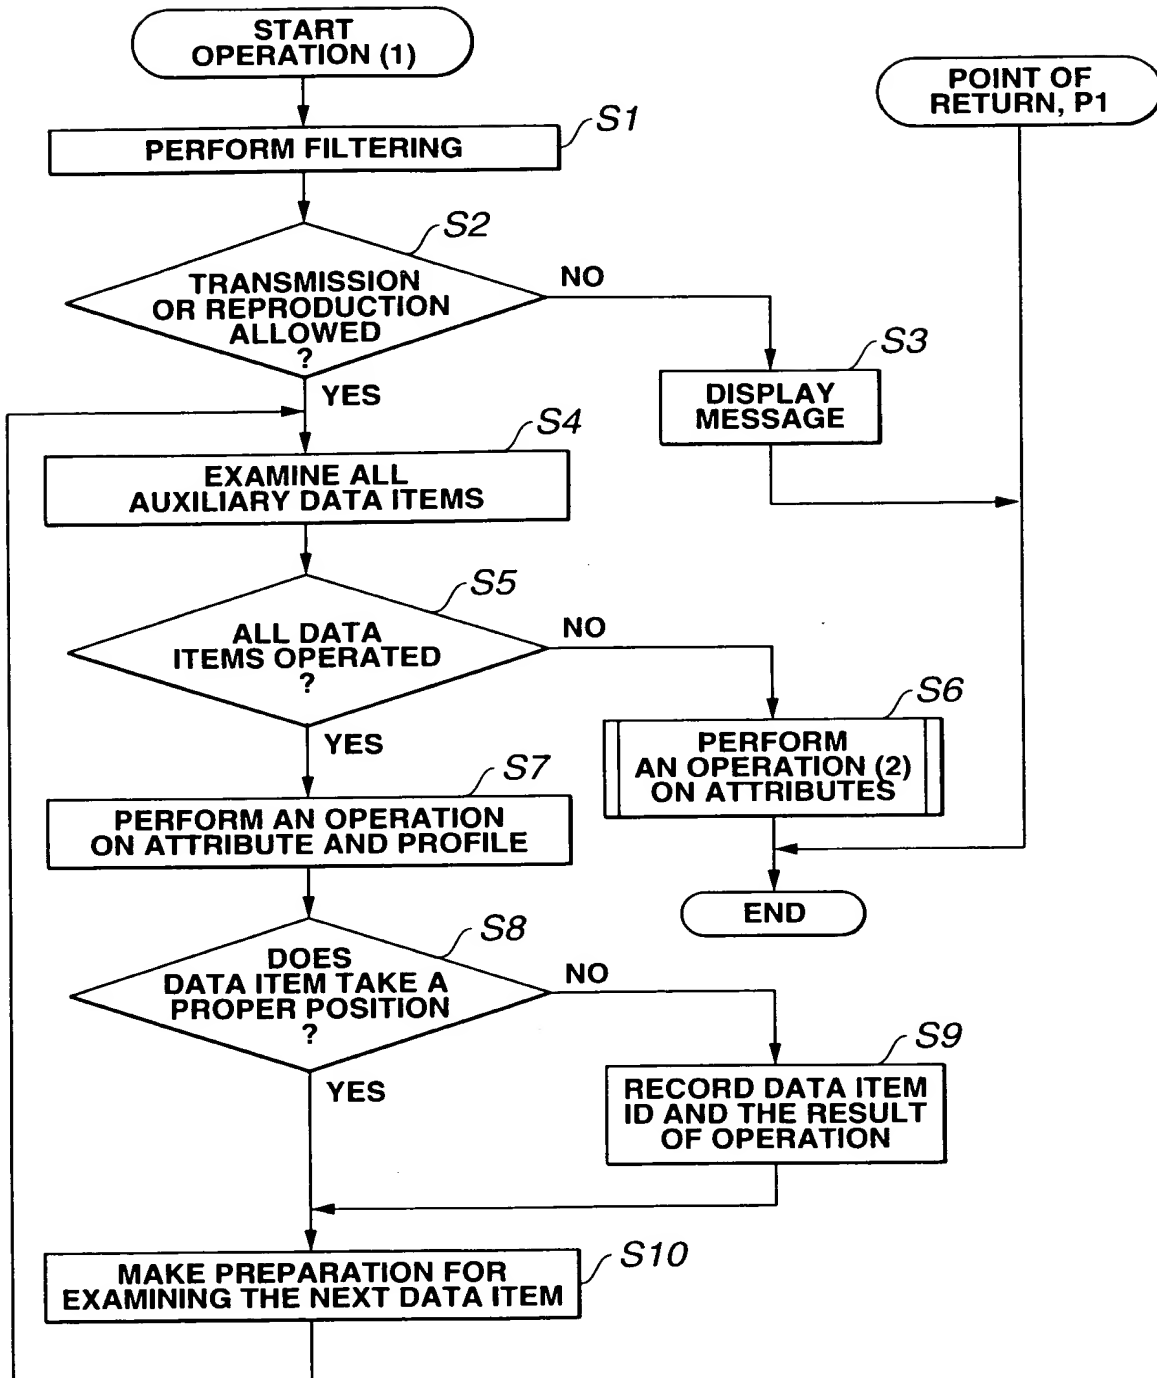 START
OPERATION (1)
POINT OF
RETURN, P1
S1
PERFORM FILTERING
S2
TRANSMISSION
OR REPRODUCTION
ALLOWED
?
NO
YES
S3
DISPLAY
MESSAGE
S4
EXAMINE ALL
AUXILIARY DATA ITEMS
S5
ALL DATA
ITEMS OPERATED
?
NO
YES
S6
PERFORM
AN OPERATION (2)
ON ATTRIBUTES
S7
PERFORM AN OPERATION
ON ATTRIBUTE AND PROFILE
END
S8
DOES
DATA ITEM TAKE A
PROPER POSITION
?
NO
YES
S9
RECORD DATA ITEM
ID AND THE RESULT
OF OPERATION
S10
MAKE PREPARATION FOR
EXAMINING THE NEXT DATA ITEM